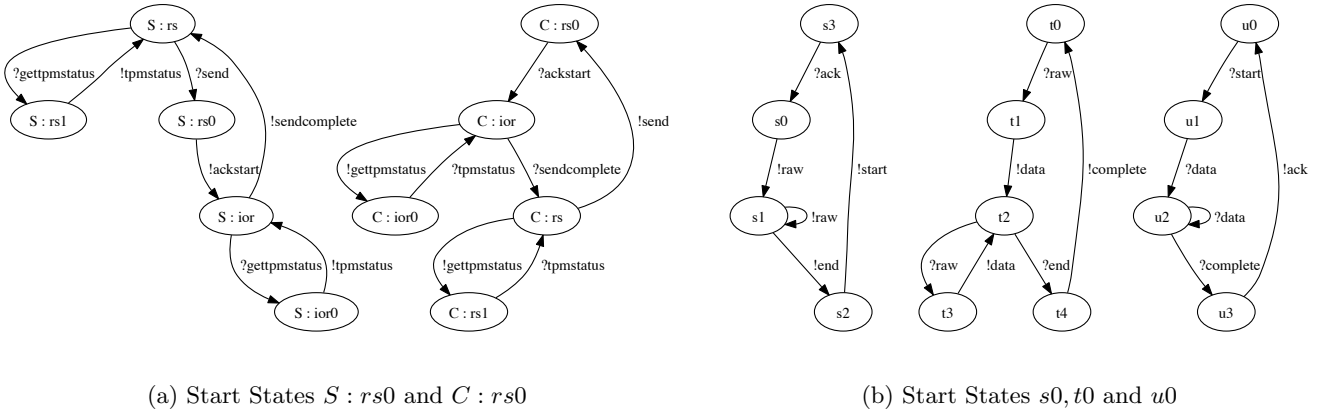 S : rs
?gettpmstatus
!tpmstatus
?send
S : rs1
S : rs0
!sendcomplete
!ackstart
S : ior
?gettpmstatus
!tpmstatus
S : ior0
C : rs0
?ackstart
C : ior
!send
!gettpmstatus
?tpmstatus
?sendcomplete
C : ior0
C : rs
!gettpmstatus
?tpmstatus
C : rs1
(a) Start States S : rs0 and C : rs0
s3
?ack
s0
!raw
!start
s1
!raw
!end
s2
t0
?raw
t1
!data
!complete
t2
?raw
!data
?end
t3
t4
u0
?start
u1
?data
!ack
u2
?data
?complete
u3
(b) Start States s0, t0 and u0